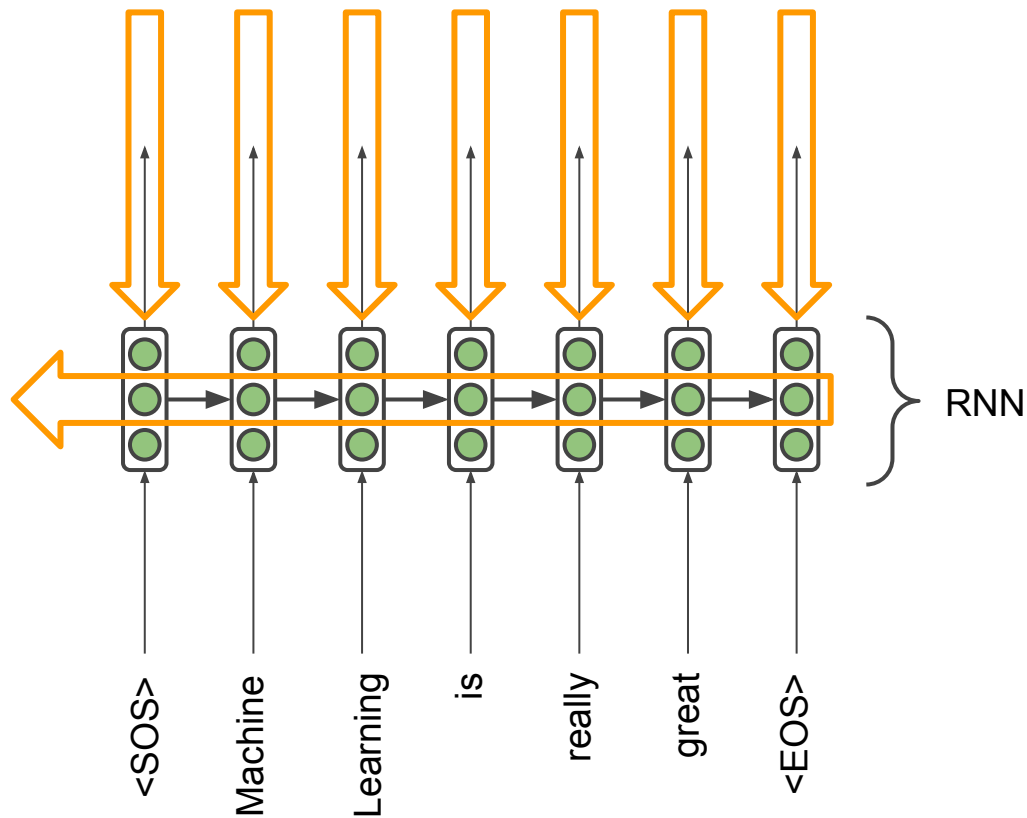 RNN
<SOS>
Machine
Learning
is
really
great
<EOS>